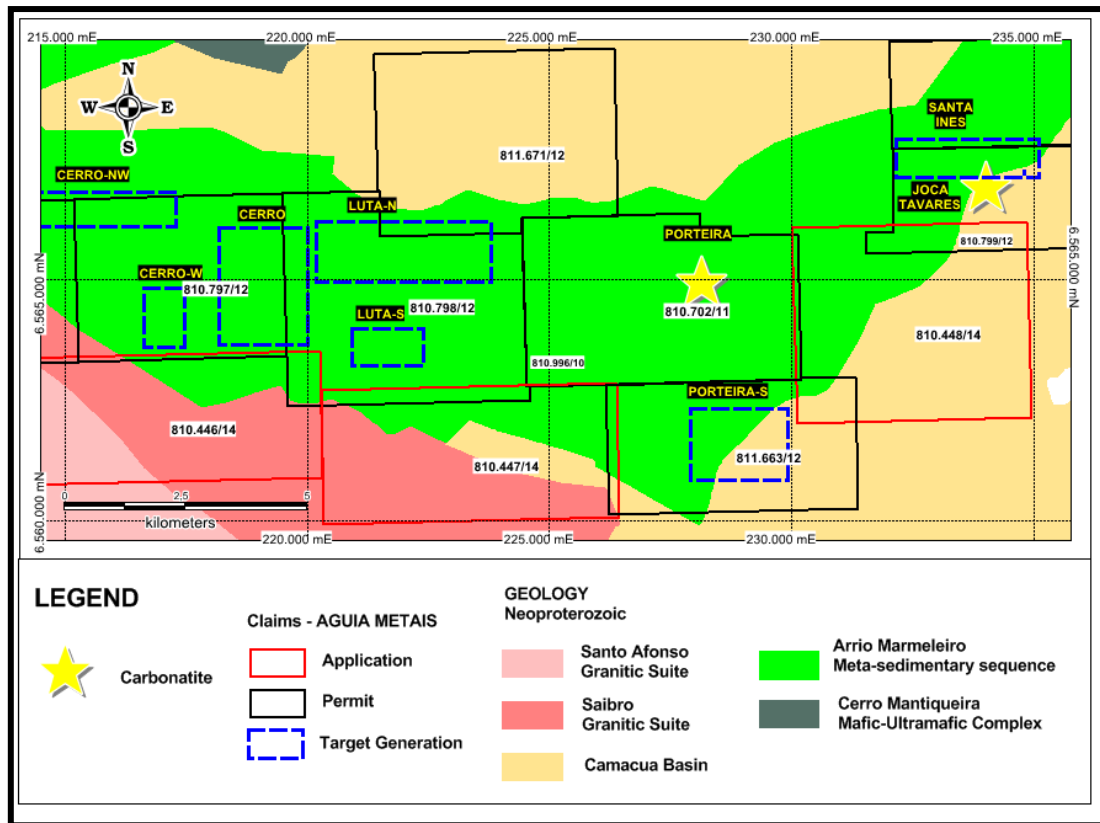 215.000 mE
220.000 mE
225.000 mE
230.000 mE
235.000 mE
N
W
E
S
SANTA
INES
811.671/12
CERRO-NW
JOCA
TAVARES
CERRO
LUTA-N
PORTEIRA
810.799/12
6.565.000 mN
6.565.000 mN
CERRO-W
810.797/12
810.798/12
810.702/11
LUTA-S
810.448/14
810.996/10
PORTEIRA-S
810.446/14
811.663/12
810.447/14
0
2,5
5
kilometers
6.560.000 mN
6.560.000 mN
220.000 mE
225.000 mE
230.000 mE
LEGEND
Carbonatite
Claims - AGUIA METAIS
Application
Permit
Target Generation
GEOLOGY
Neoproterozoic
Santo Afonso
Granitic Suite
Saibro
Granitic Suite
Camacua Basin
Arrio Marmeleiro
Meta-sedimentary sequence
Cerro Mantiqueira
Mafic-Ultramafic Complex